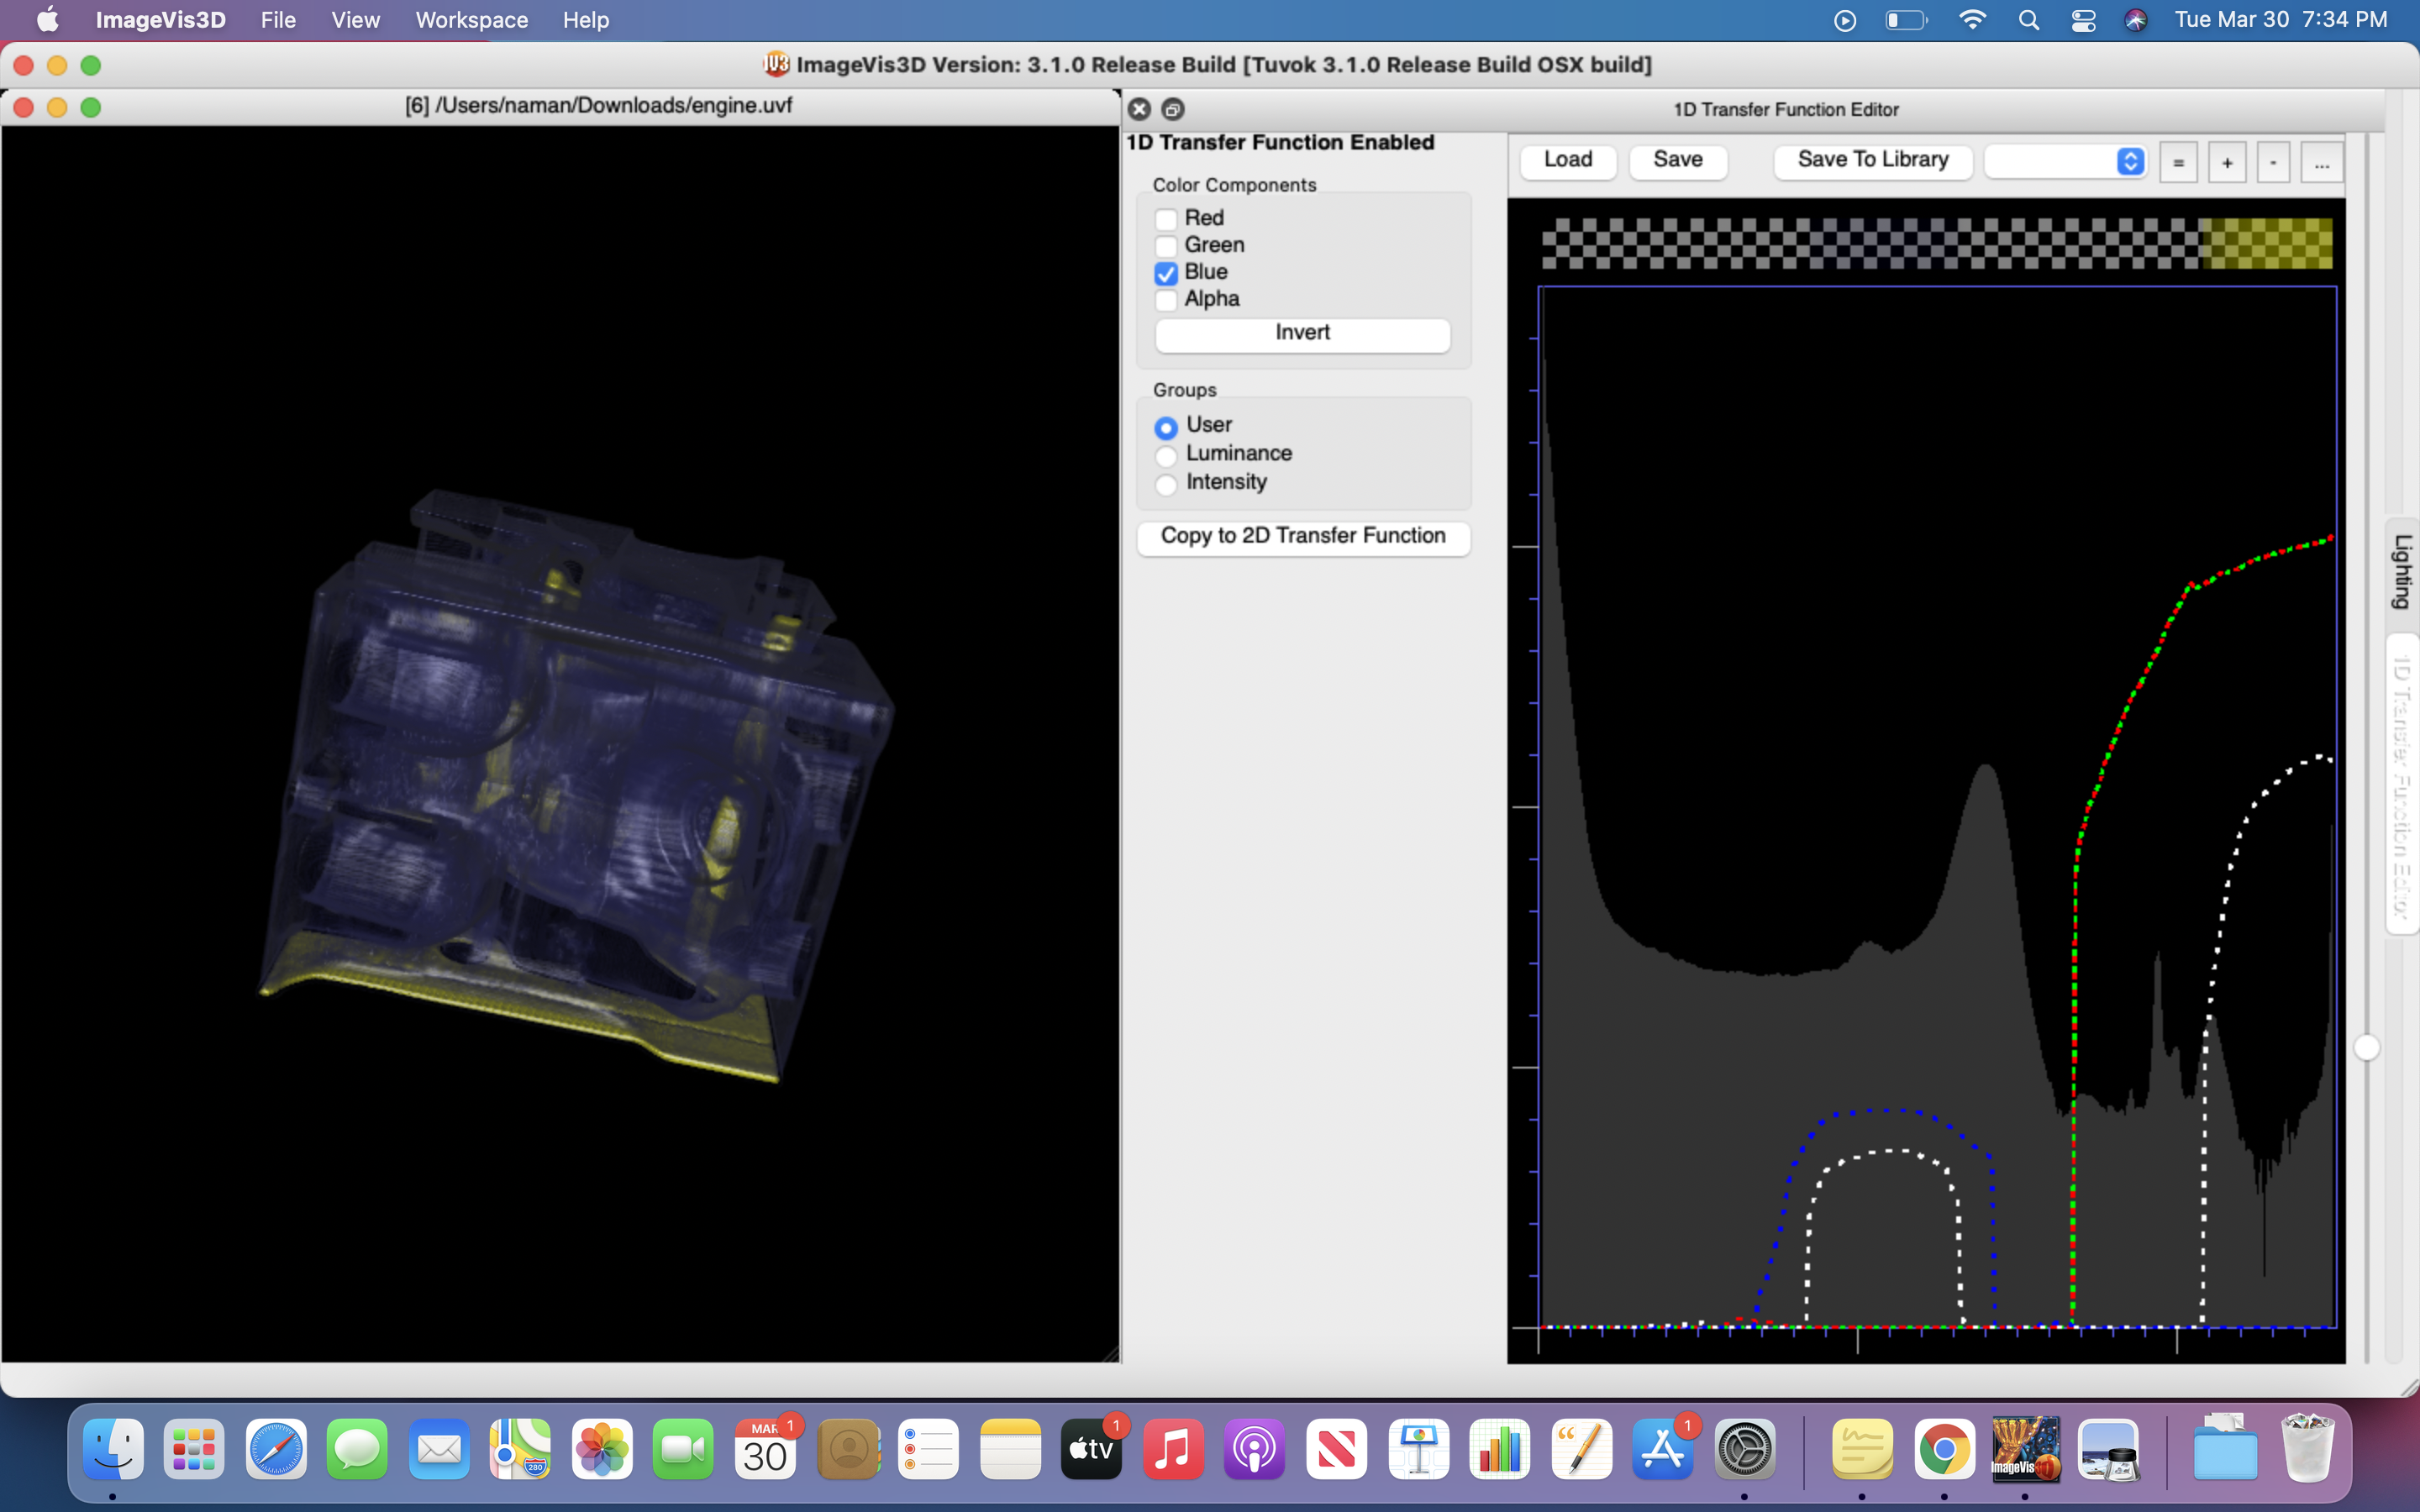 ImageVis3D File View Workspace Help Tue Mar 30 7:34 PM
IV3 ImageVis3D Version: 3.1.0 Release Build [Tuvok 3.1.0 Release Build OSX build]
[6] /Users/naman/Downloads/engine.uvf
1D Transfer Function Editor
1D Transfer Function Enabled
Load Save Save To Library = + - ...
Color Components
Red
Green
Blue
Alpha
Invert
Groups
User
Luminance
Intensity
Copy to 2D Transfer Function
Lighting
1D Transfer Function Editor
280
MAR 1
30
tv 1
1
ImageVis3D